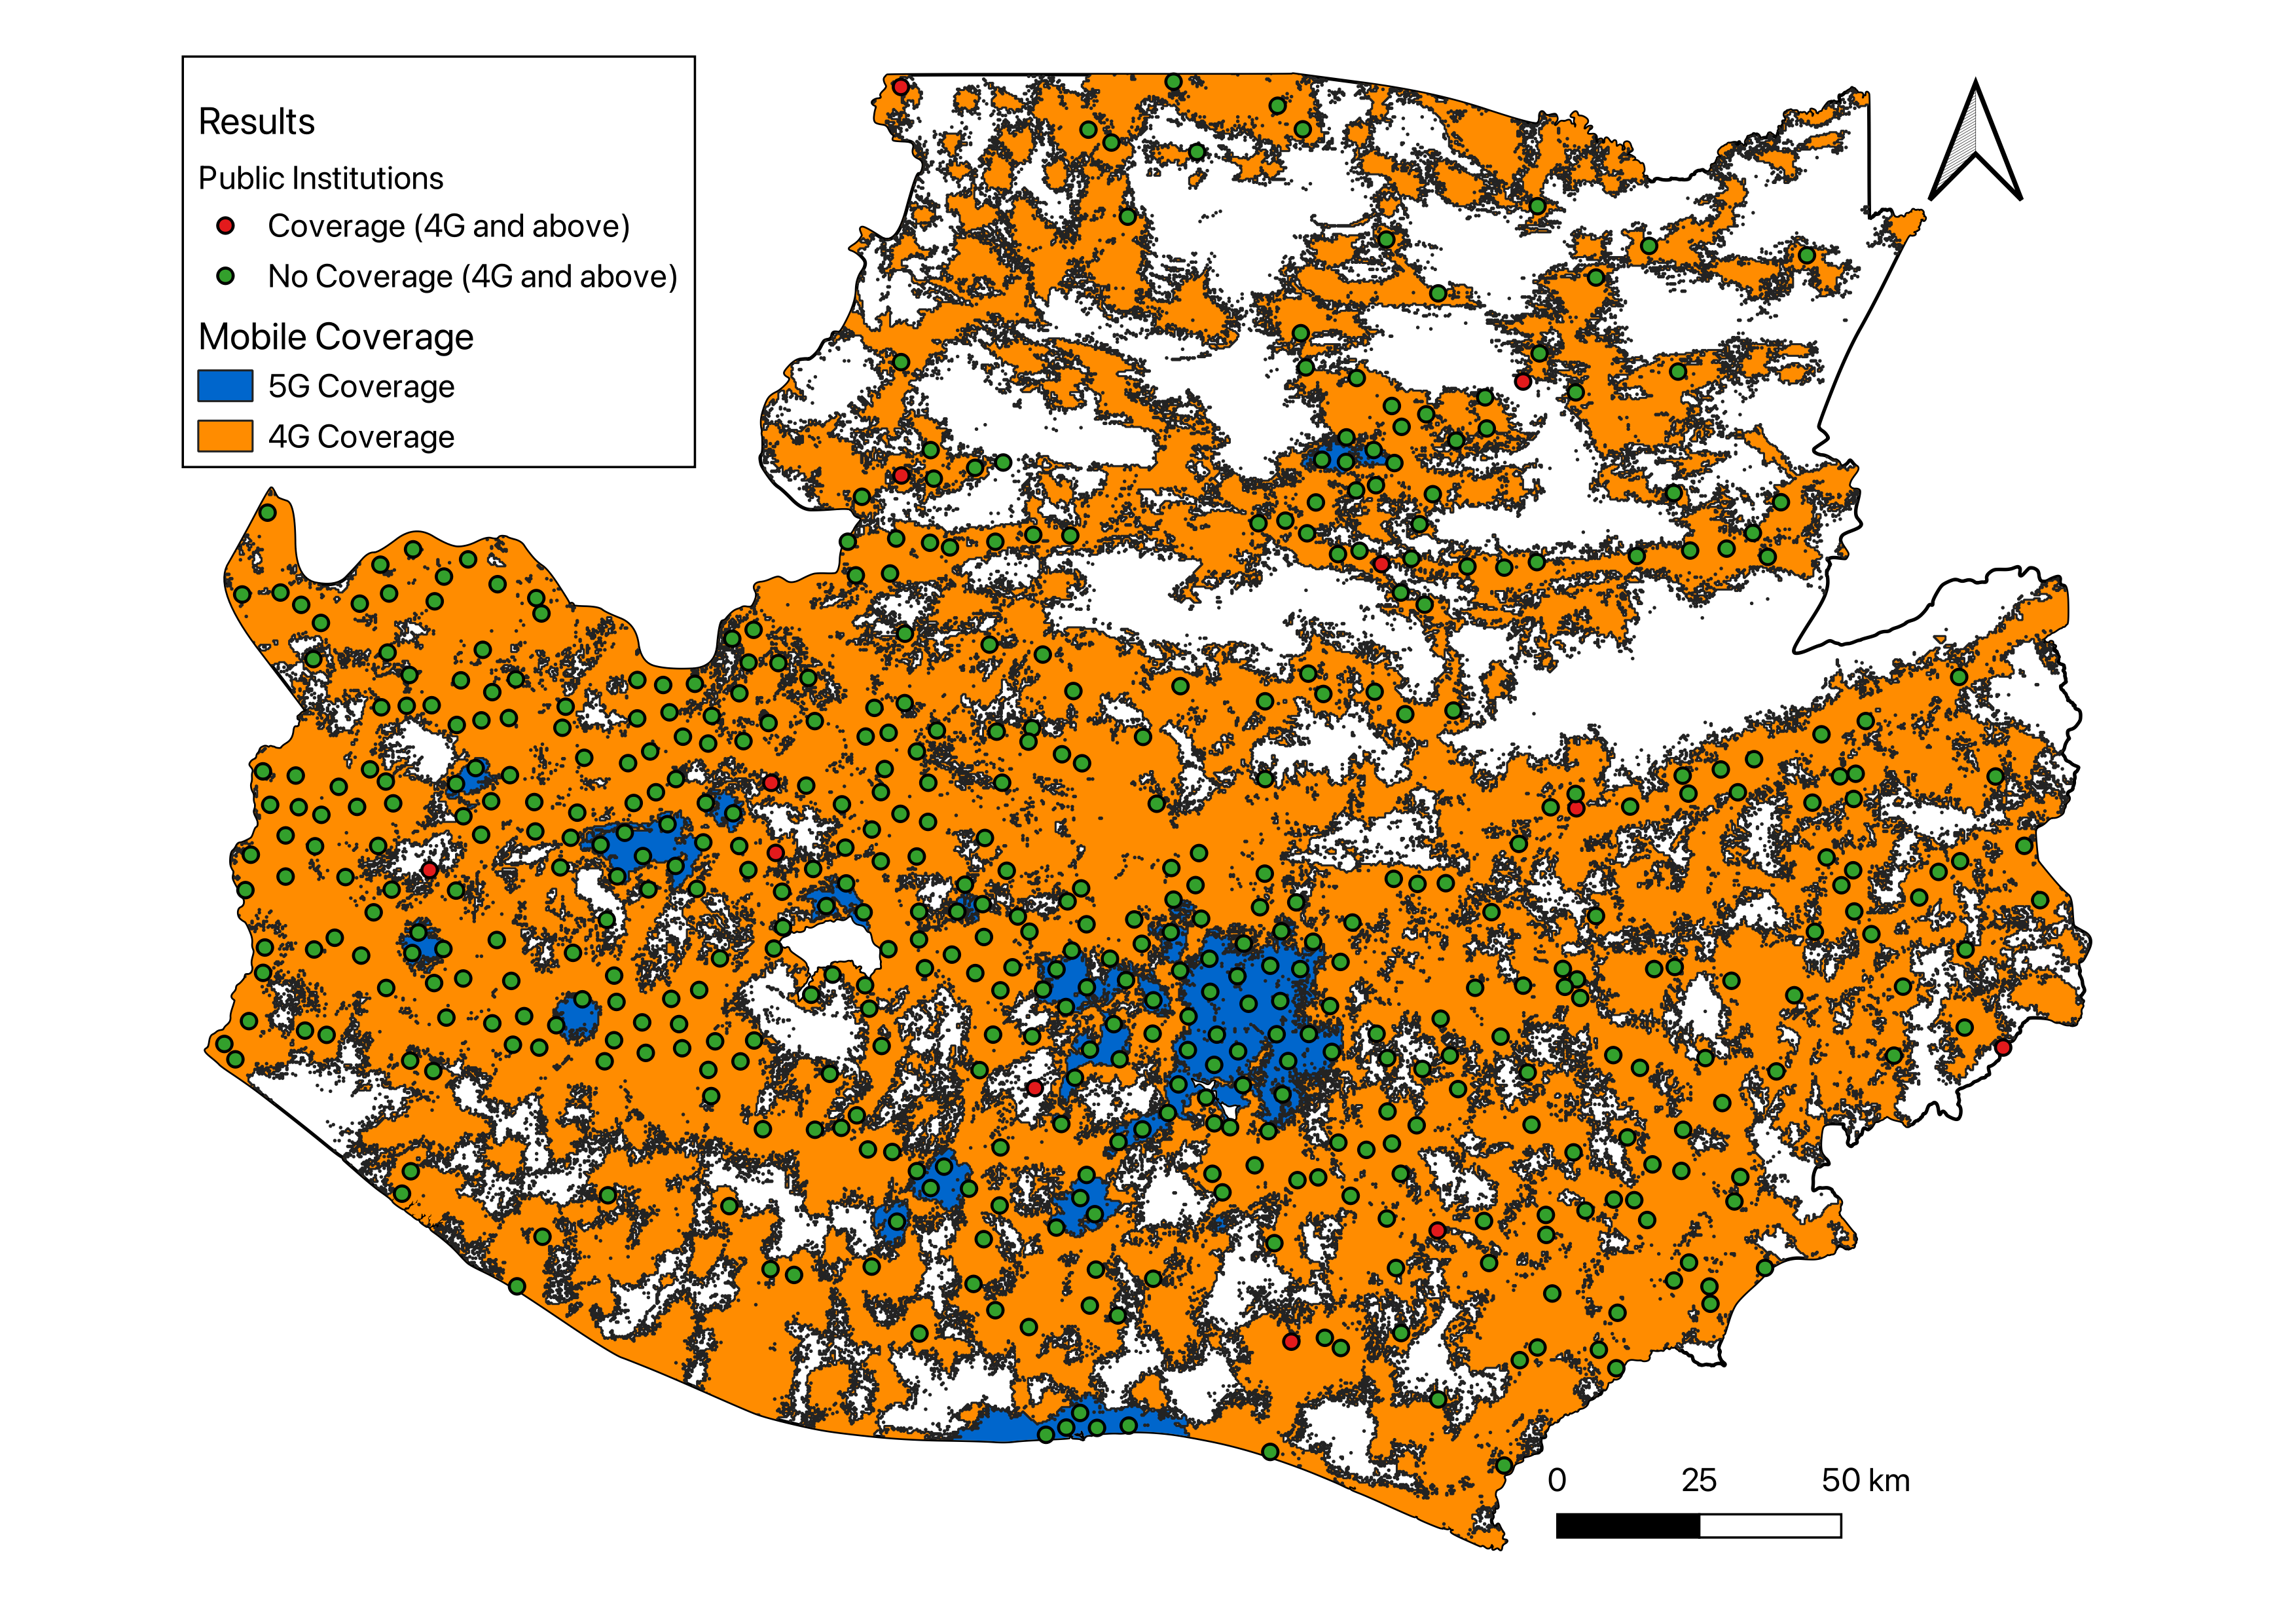 Results
Public Institutions
Coverage (4G and above)
No Coverage (4G and above)
Mobile Coverage
5G Coverage
4G Coverage
0 25 50 km